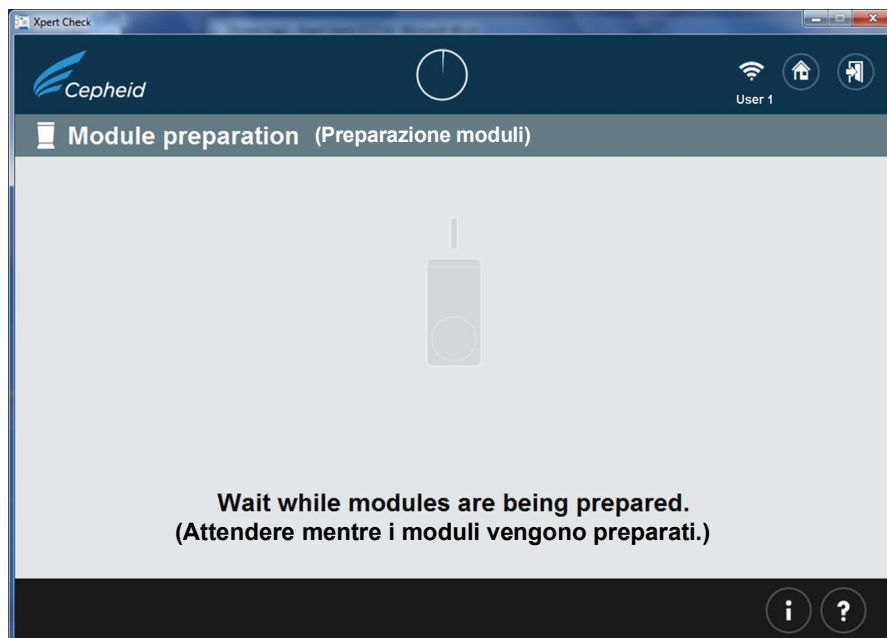 Xpert Check
Cepheid
User 1
Module preparation (Preparazione moduli)
Wait while modules are being prepared.
(Attendere mentre i moduli vengono preparati.)
i ?